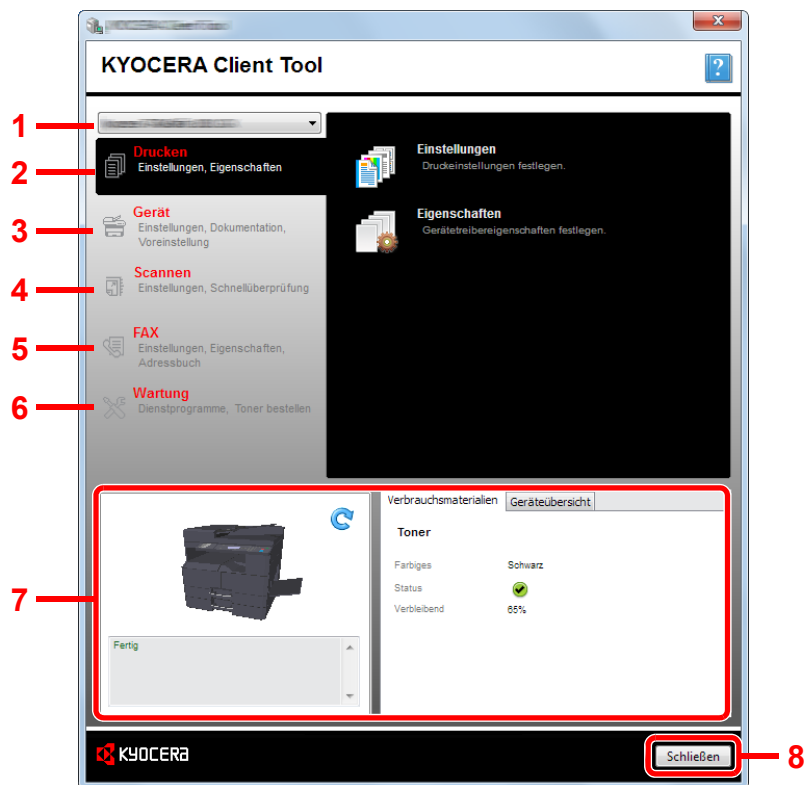 KYOCERA Client Tool
?
1
2
Drucken
Einstellungen, Eigenschaften
3
Gerät
Einstellungen, Dokumentation,
Voreinstellung
4
Scannen
Einstellungen, Schnellüberprüfung
5
FAX
Einstellungen, Eigenschaften,
Adressbuch
6
Wartung
Dienstprogramme, Toner bestellen
Einstellungen
Druckeinstellungen festlegen.
Eigenschaften
Gerätetreibereigenschaften festlegen.
7
Fertig
Verbrauchsmaterialien Geräteübersicht
Toner
Farbiges Schwarz
Status
Verbleibend 65%
KYOCERA
Schließen
8